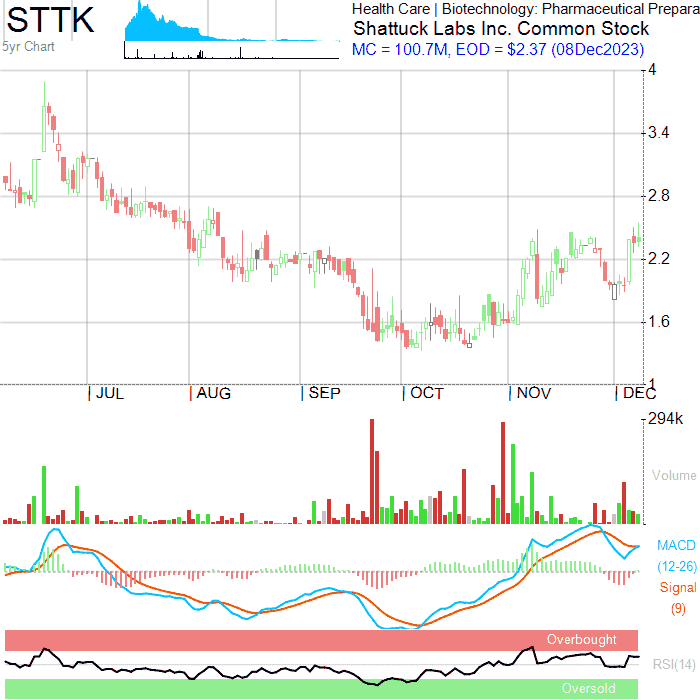 STTK
5yr Chart
Health Care | Biotechnology: Pharmaceutical Prepara
Shattuck Labs Inc. Common Stock
MC = 100.7M, EOD = $2.37 (08Dec2023)
4
3.4
2.8
2.2
1.6
1
JUL AUG SEP OCT NOV DEC
294k
Volume
MACD
(12-26)
Signal
(9)
Overbought
RSI(14)
Oversold